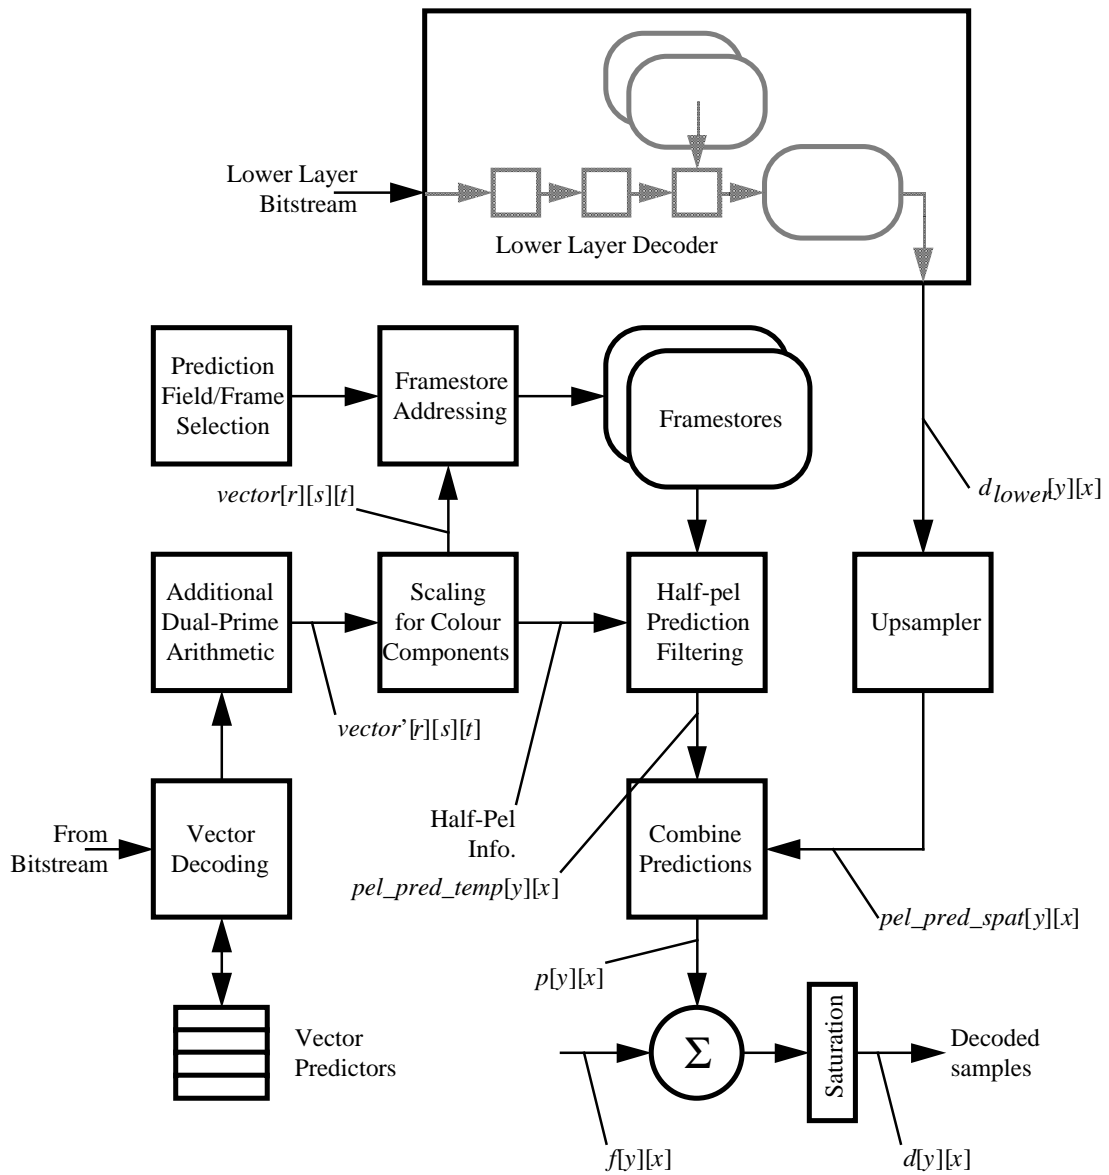 Lower Layer
Bitstream
Lower Layer Decoder
Prediction
Field/Frame
Selection
Framestore
Addressing
Framestores
vector[r][s][t]
d_lower[y][x]
Additional
Dual-Prime
Arithmetic
Scaling
for Colour
Components
Half-pel
Prediction
Filtering
Upsampler
vector’[r][s][t]
From
Bitstream
Vector
Decoding
Half-Pel
Info.
Combine
Predictions
pel_pred_temp[y][x]
pel_pred_spat[y][x]
p[y][x]
Vector
Predictors
Σ
Saturation
Decoded
samples
f[y][x]
d[y][x]